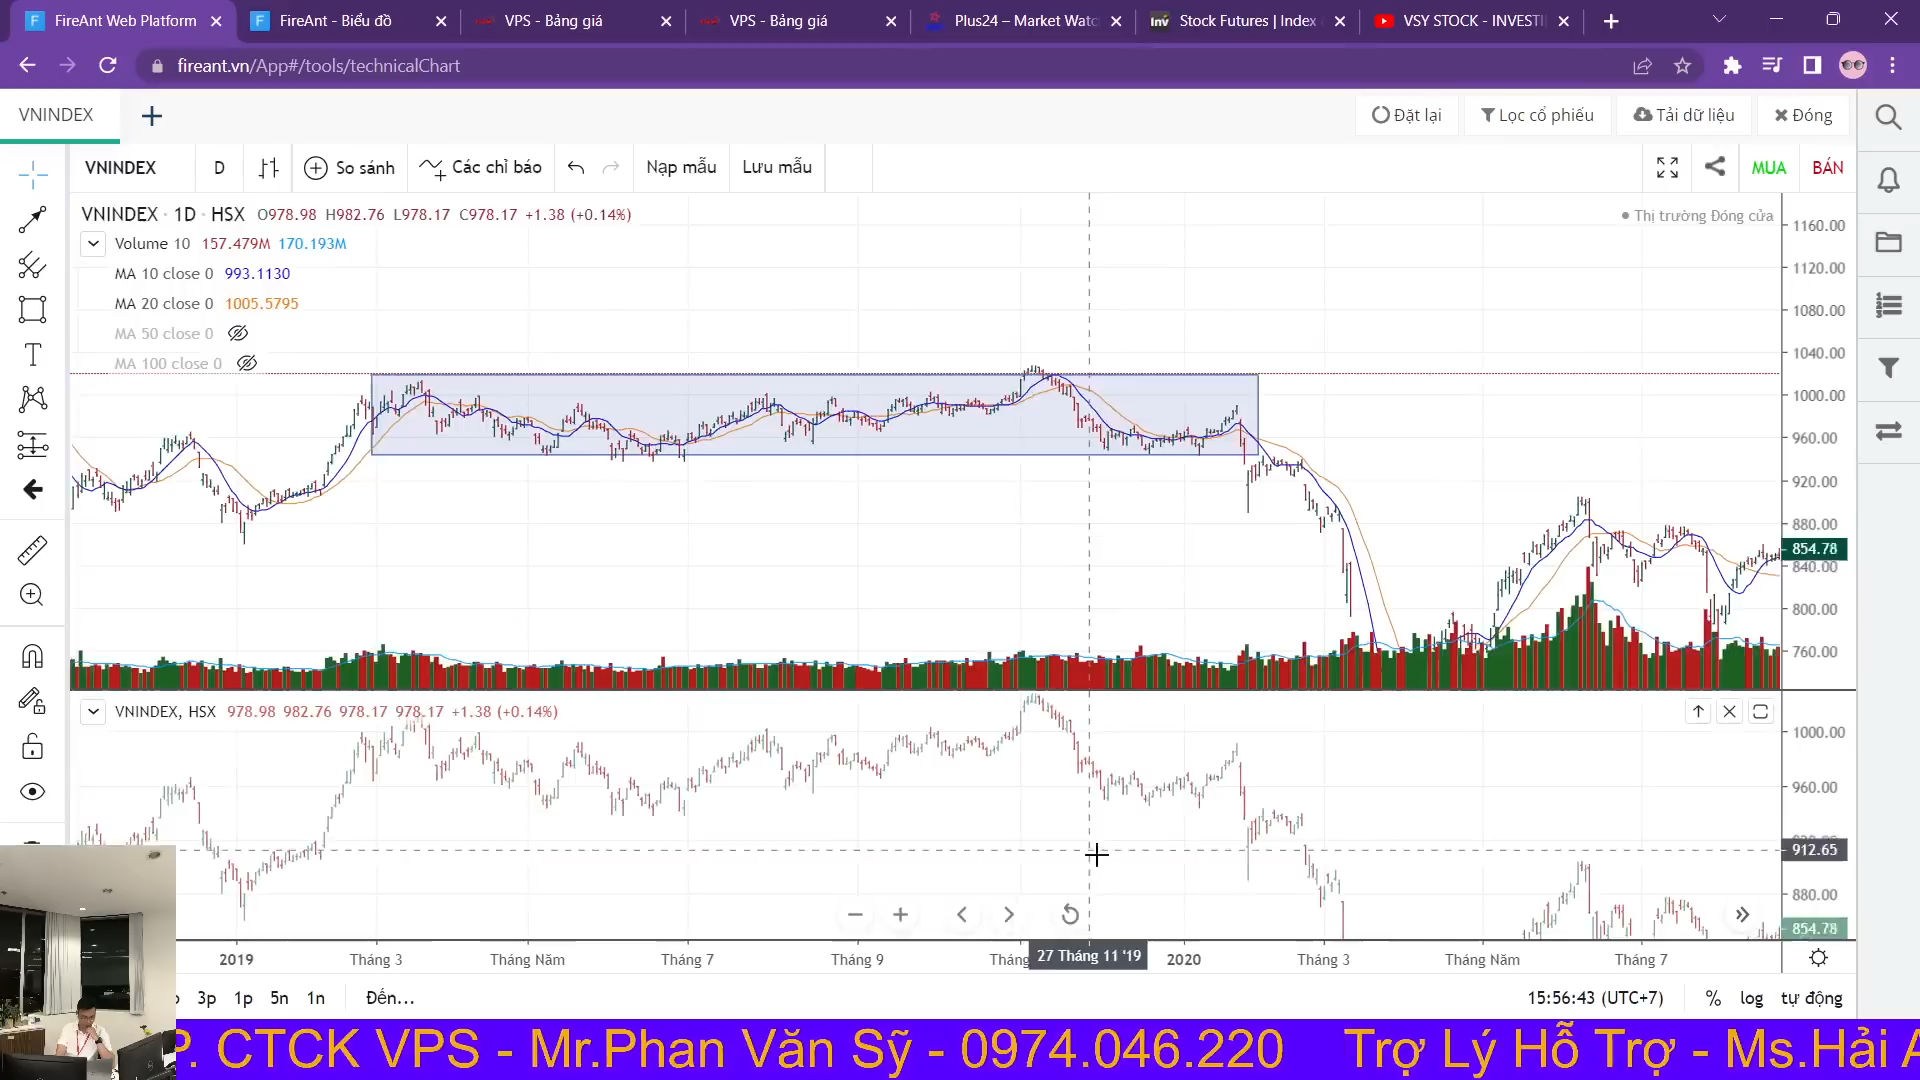 FireAnt Web Platform
FireAnt - Biểu đồ
VPS - Bảng giá
VPS - Bảng giá
Plus24 – Market Watc
Stock Futures | Index
VSY STOCK - INVESTI
fireant.vn/App#/tools/technicalChart
VNINDEX
Đặt lại
Lọc cổ phiếu
Tải dữ liệu
Đóng
VNINDEX
D
So sánh
Các chỉ báo
Nạp mẫu
Lưu mẫu
MUA
BÁN
VNINDEX · 1D · HSX O978.98 H982.76 L978.17 C978.17 +1.38 (+0.14%)
Thị trường Đóng cửa
Volume 10 157.479M 170.193M
MA 10 close 0 993.1130
MA 20 close 0 1005.5795
MA 50 close 0
MA 100 close 0
1160.00
1120.00
1080.00
1040.00
1000.00
960.00
920.00
880.00
854.78
840.00
800.00
760.00
VNINDEX, HSX 978.98 982.76 978.17 978.17 +1.38 (+0.14%)
1000.00
960.00
912.65
880.00
854.78
2019
Tháng 3
Tháng Năm
Tháng 7
Tháng 9
27 Tháng 11 '19
2020
Tháng 3
Tháng Năm
Tháng 7
3p 1p 5n 1n Đến...
15:56:43 (UTC+7) % log tự động
P. CTCK VPS - Mr.Phan Văn Sỹ - 0974.046.220 Trợ Lý Hỗ Trợ - Ms.Hải A